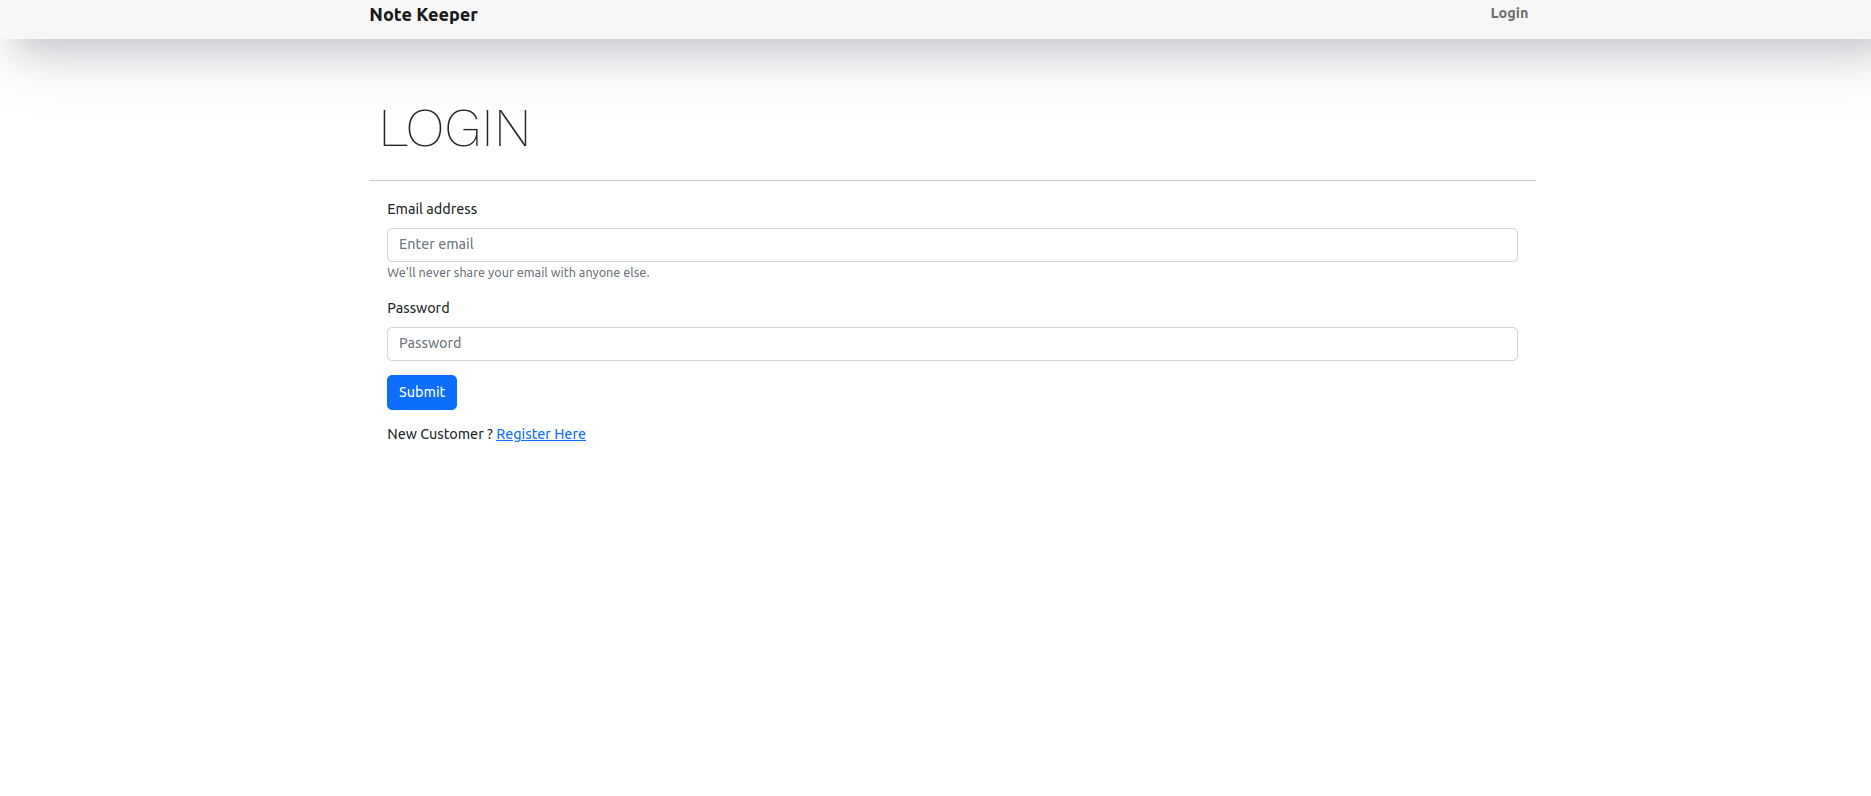 Note Keeper
Login
LOGIN
Email address
Enter email
We'll never share your email with anyone else.
Password
Password
Submit
New Customer ? Register Here